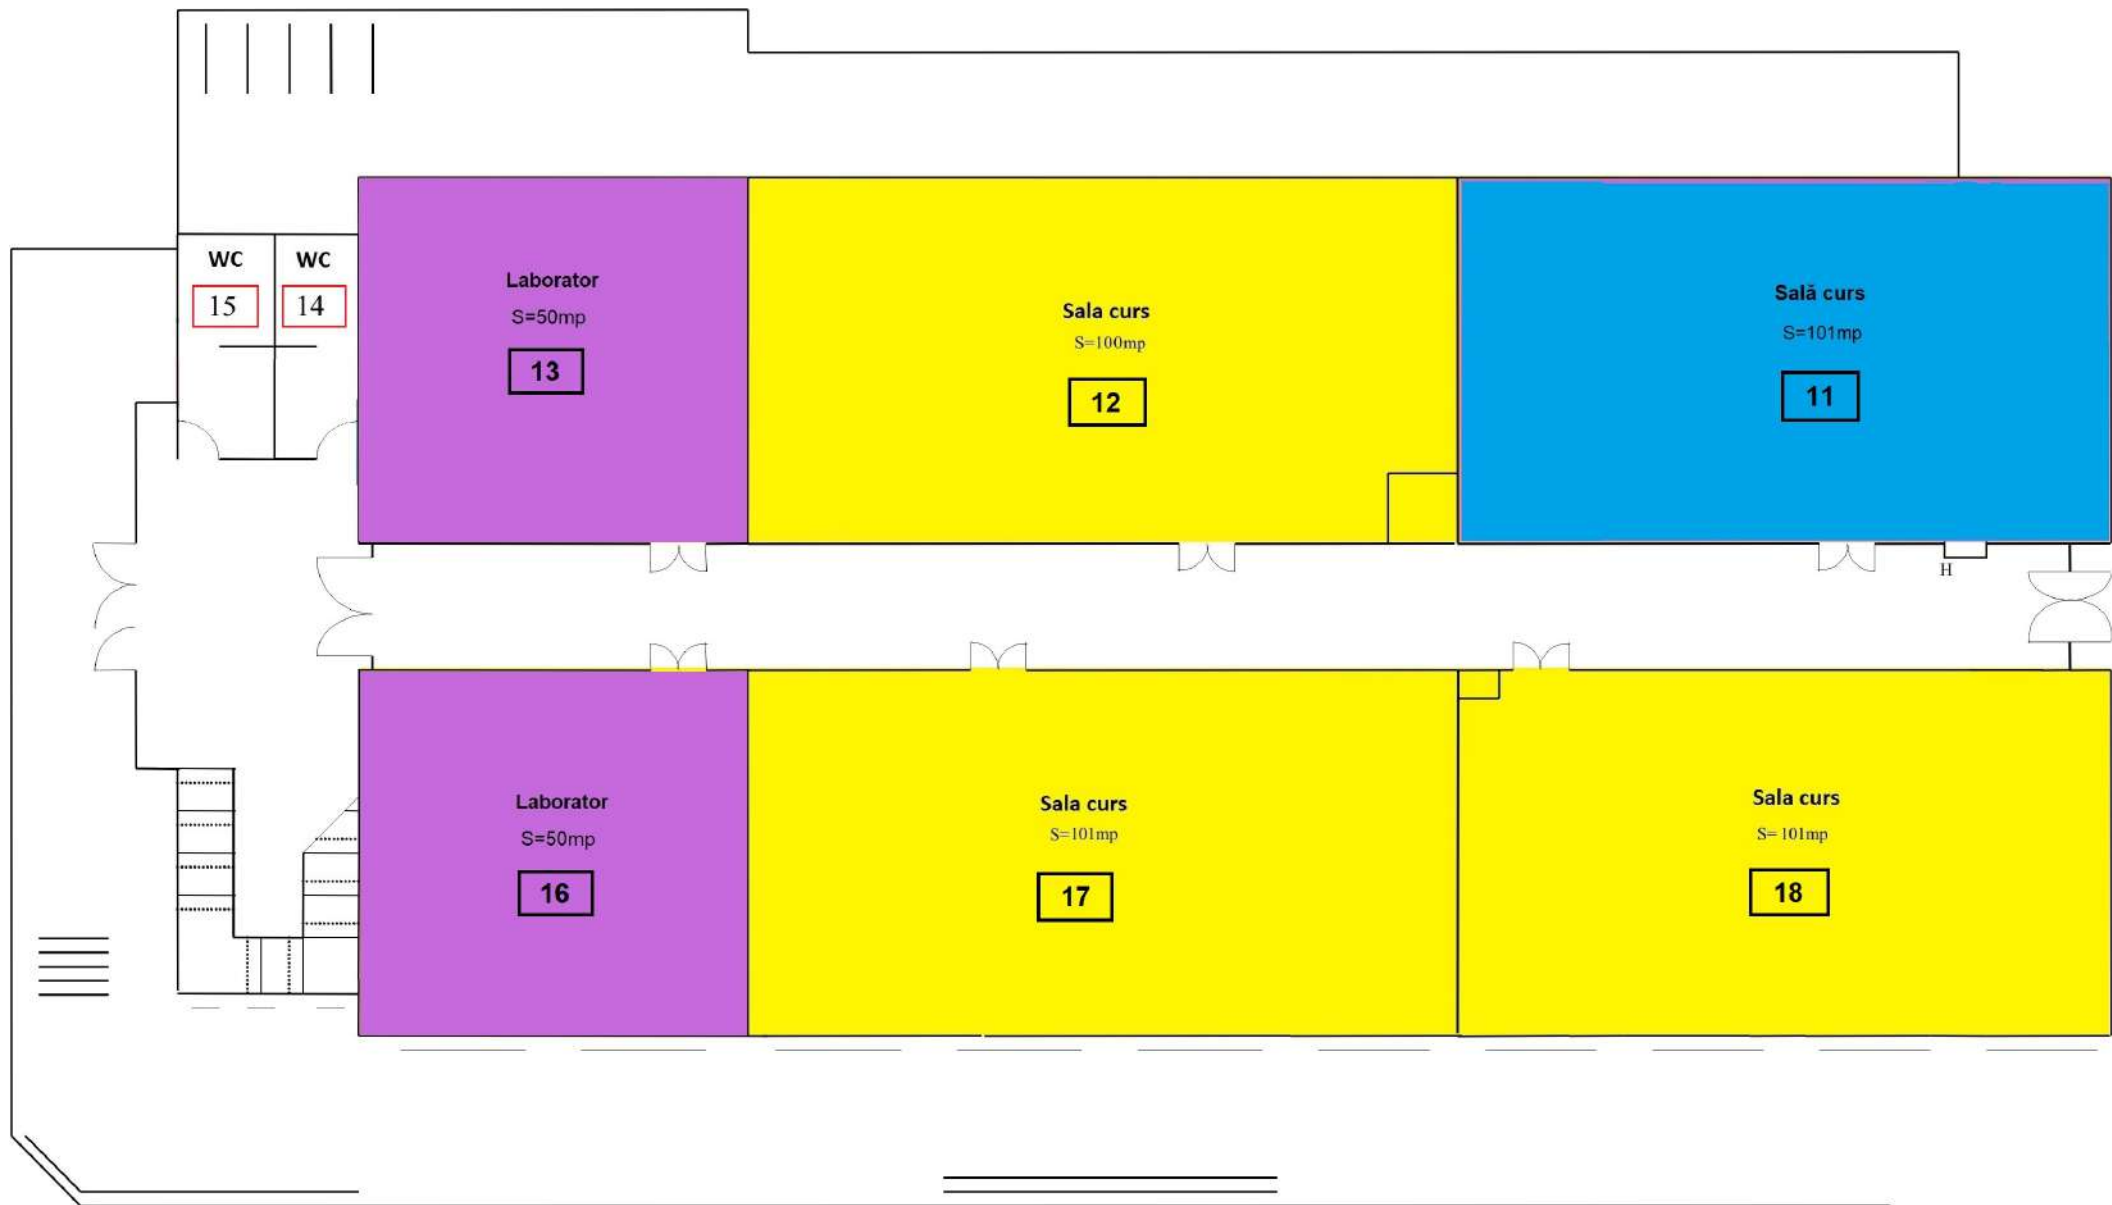 WC
15
WC
14
Laborator
S=50mp
13
Sala curs
S=100mp
12
Sală curs
S=101mp
11
H
Laborator
S=50mp
16
Sala curs
S=101mp
17
Sala curs
S= 101mp
18